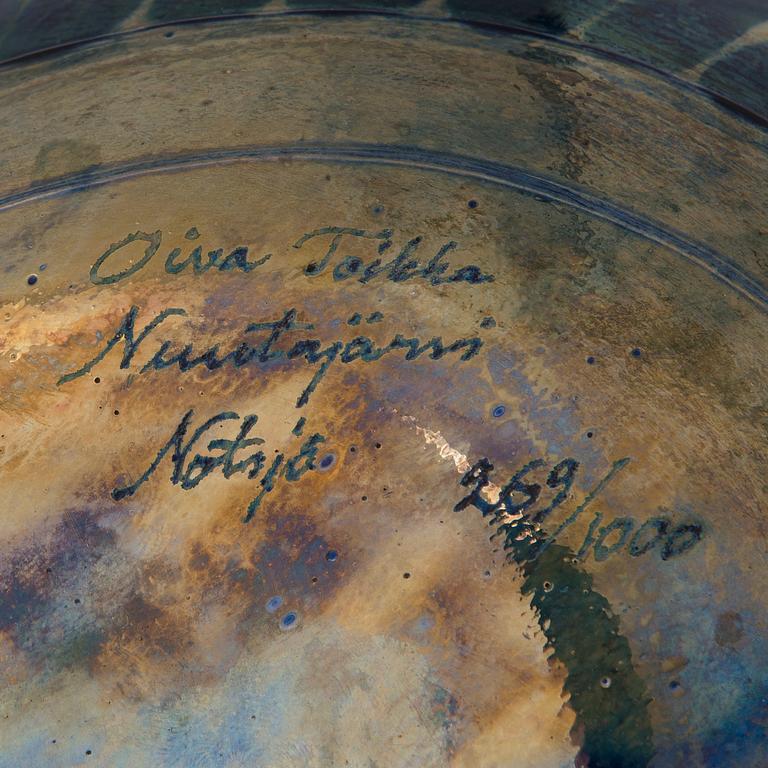 Oiva Toikka
Nuutajärvi
Notsjö
269/1000